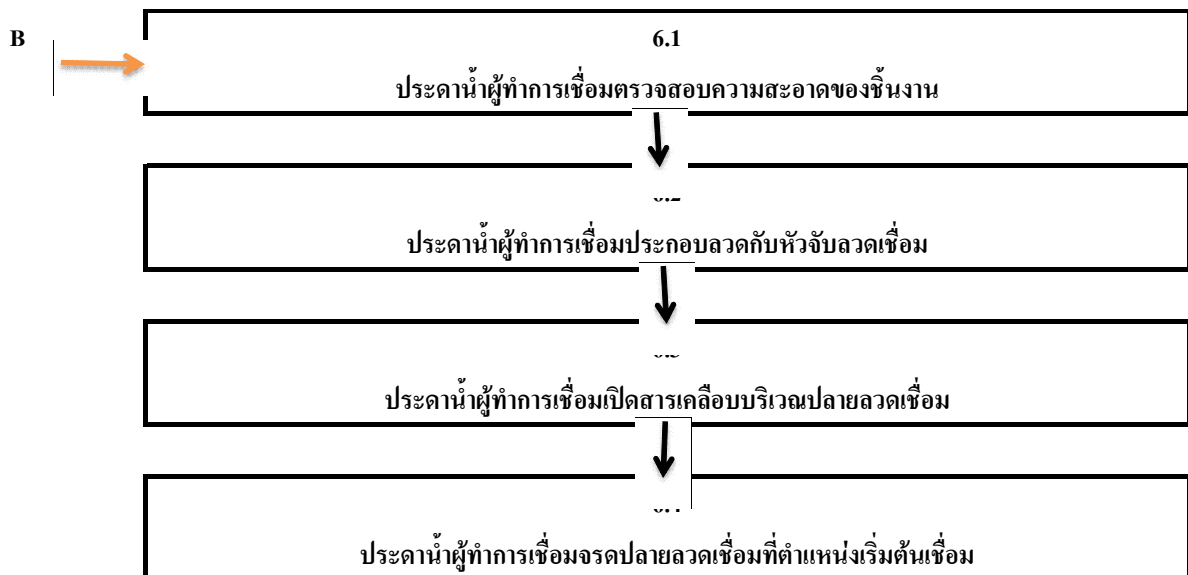 B
6.1
ประดาน้ำผู้ทำการเชื่อมตรวจสอบความสะอาดของชิ้นงาน
ประดาน้ำผู้ทำการเชื่อมประกอบลวดกับหัวจับลวดเชื่อม
ประดาน้ำผู้ทำการเชื่อมเปิดสารเคลือบบริเวณปลายลวดเชื่อม
ประดาน้ำผู้ทำการเชื่อมจรดปลายลวดเชื่อมที่ตำแหน่งเริ่มต้นเชื่อม